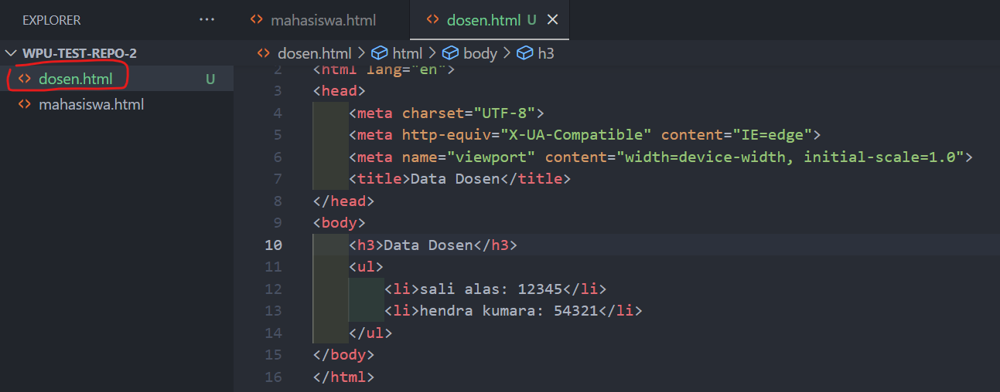 EXPLORER ···
mahasiswa.html
dosen.html U
WPU-TEST-REPO-2
dosen.html > html > body > h3
dosen.html U
mahasiswa.html
2 <html lang="en">
3 <head>
4 <meta charset="UTF-8">
5 <meta http-equiv="X-UA-Compatible" content="IE=edge">
6 <meta name="viewport" content="width=device-width, initial-scale=1.0">
7 <title>Data Dosen</title>
8 </head>
9 <body>
10 <h3>Data Dosen</h3>
11 <ul>
12 <li>sali alas: 12345</li>
13 <li>hendra kumara: 54321</li>
14 </ul>
15 </body>
16 </html>